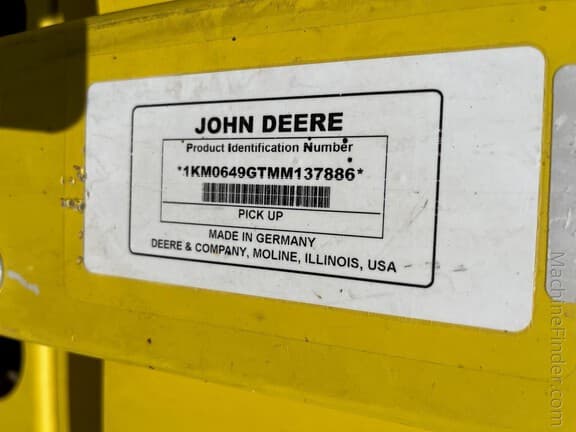 JOHN DEERE
Product Identification Number
*1KM0649GTMM137886*
PICK UP
MADE IN GERMANY
DEERE & COMPANY, MOLINE, ILLINOIS, USA
MachineFinder.com